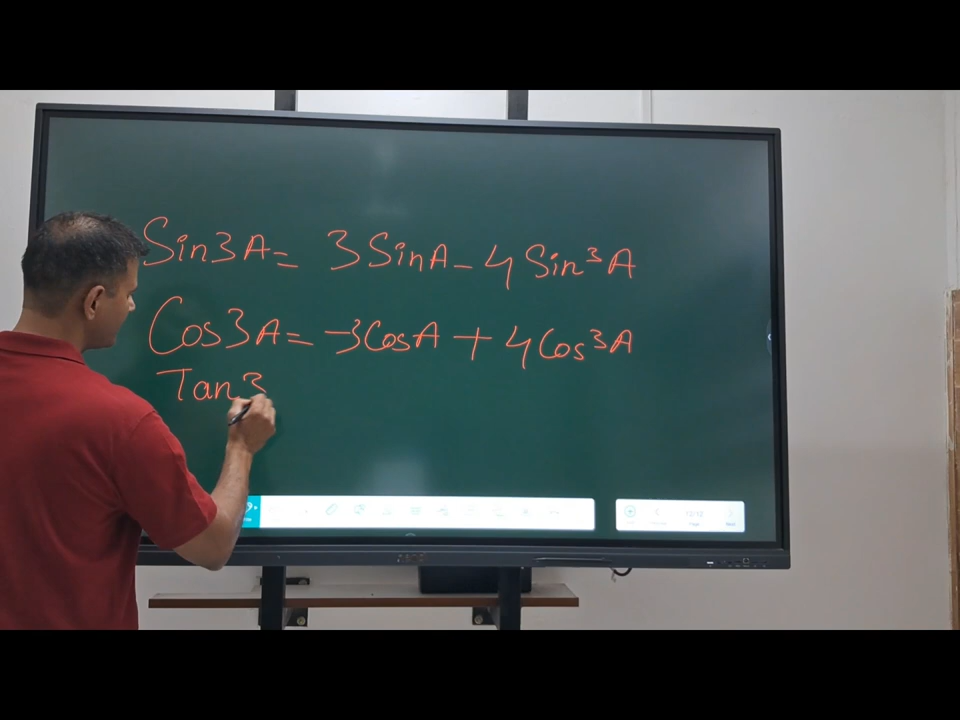 Sin3A = 3SinA - 4Sin³A
Cos3A = -3CosA + 4Cos³A
Tan3